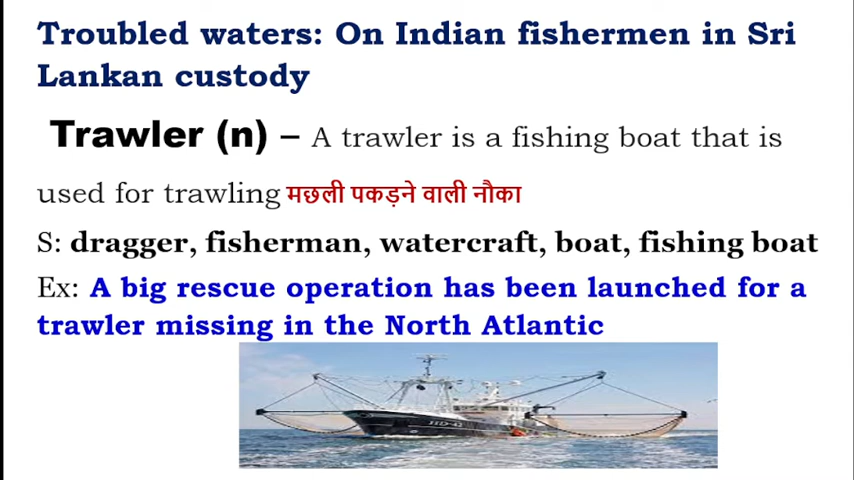 Troubled waters: On Indian fishermen in Sri
Lankan custody
Trawler (n) – A trawler is a fishing boat that is
used for trawling मछली पकड़ने वाली नौका
S: dragger, fisherman, watercraft, boat, fishing boat
Ex: A big rescue operation has been launched for a
trawler missing in the North Atlantic